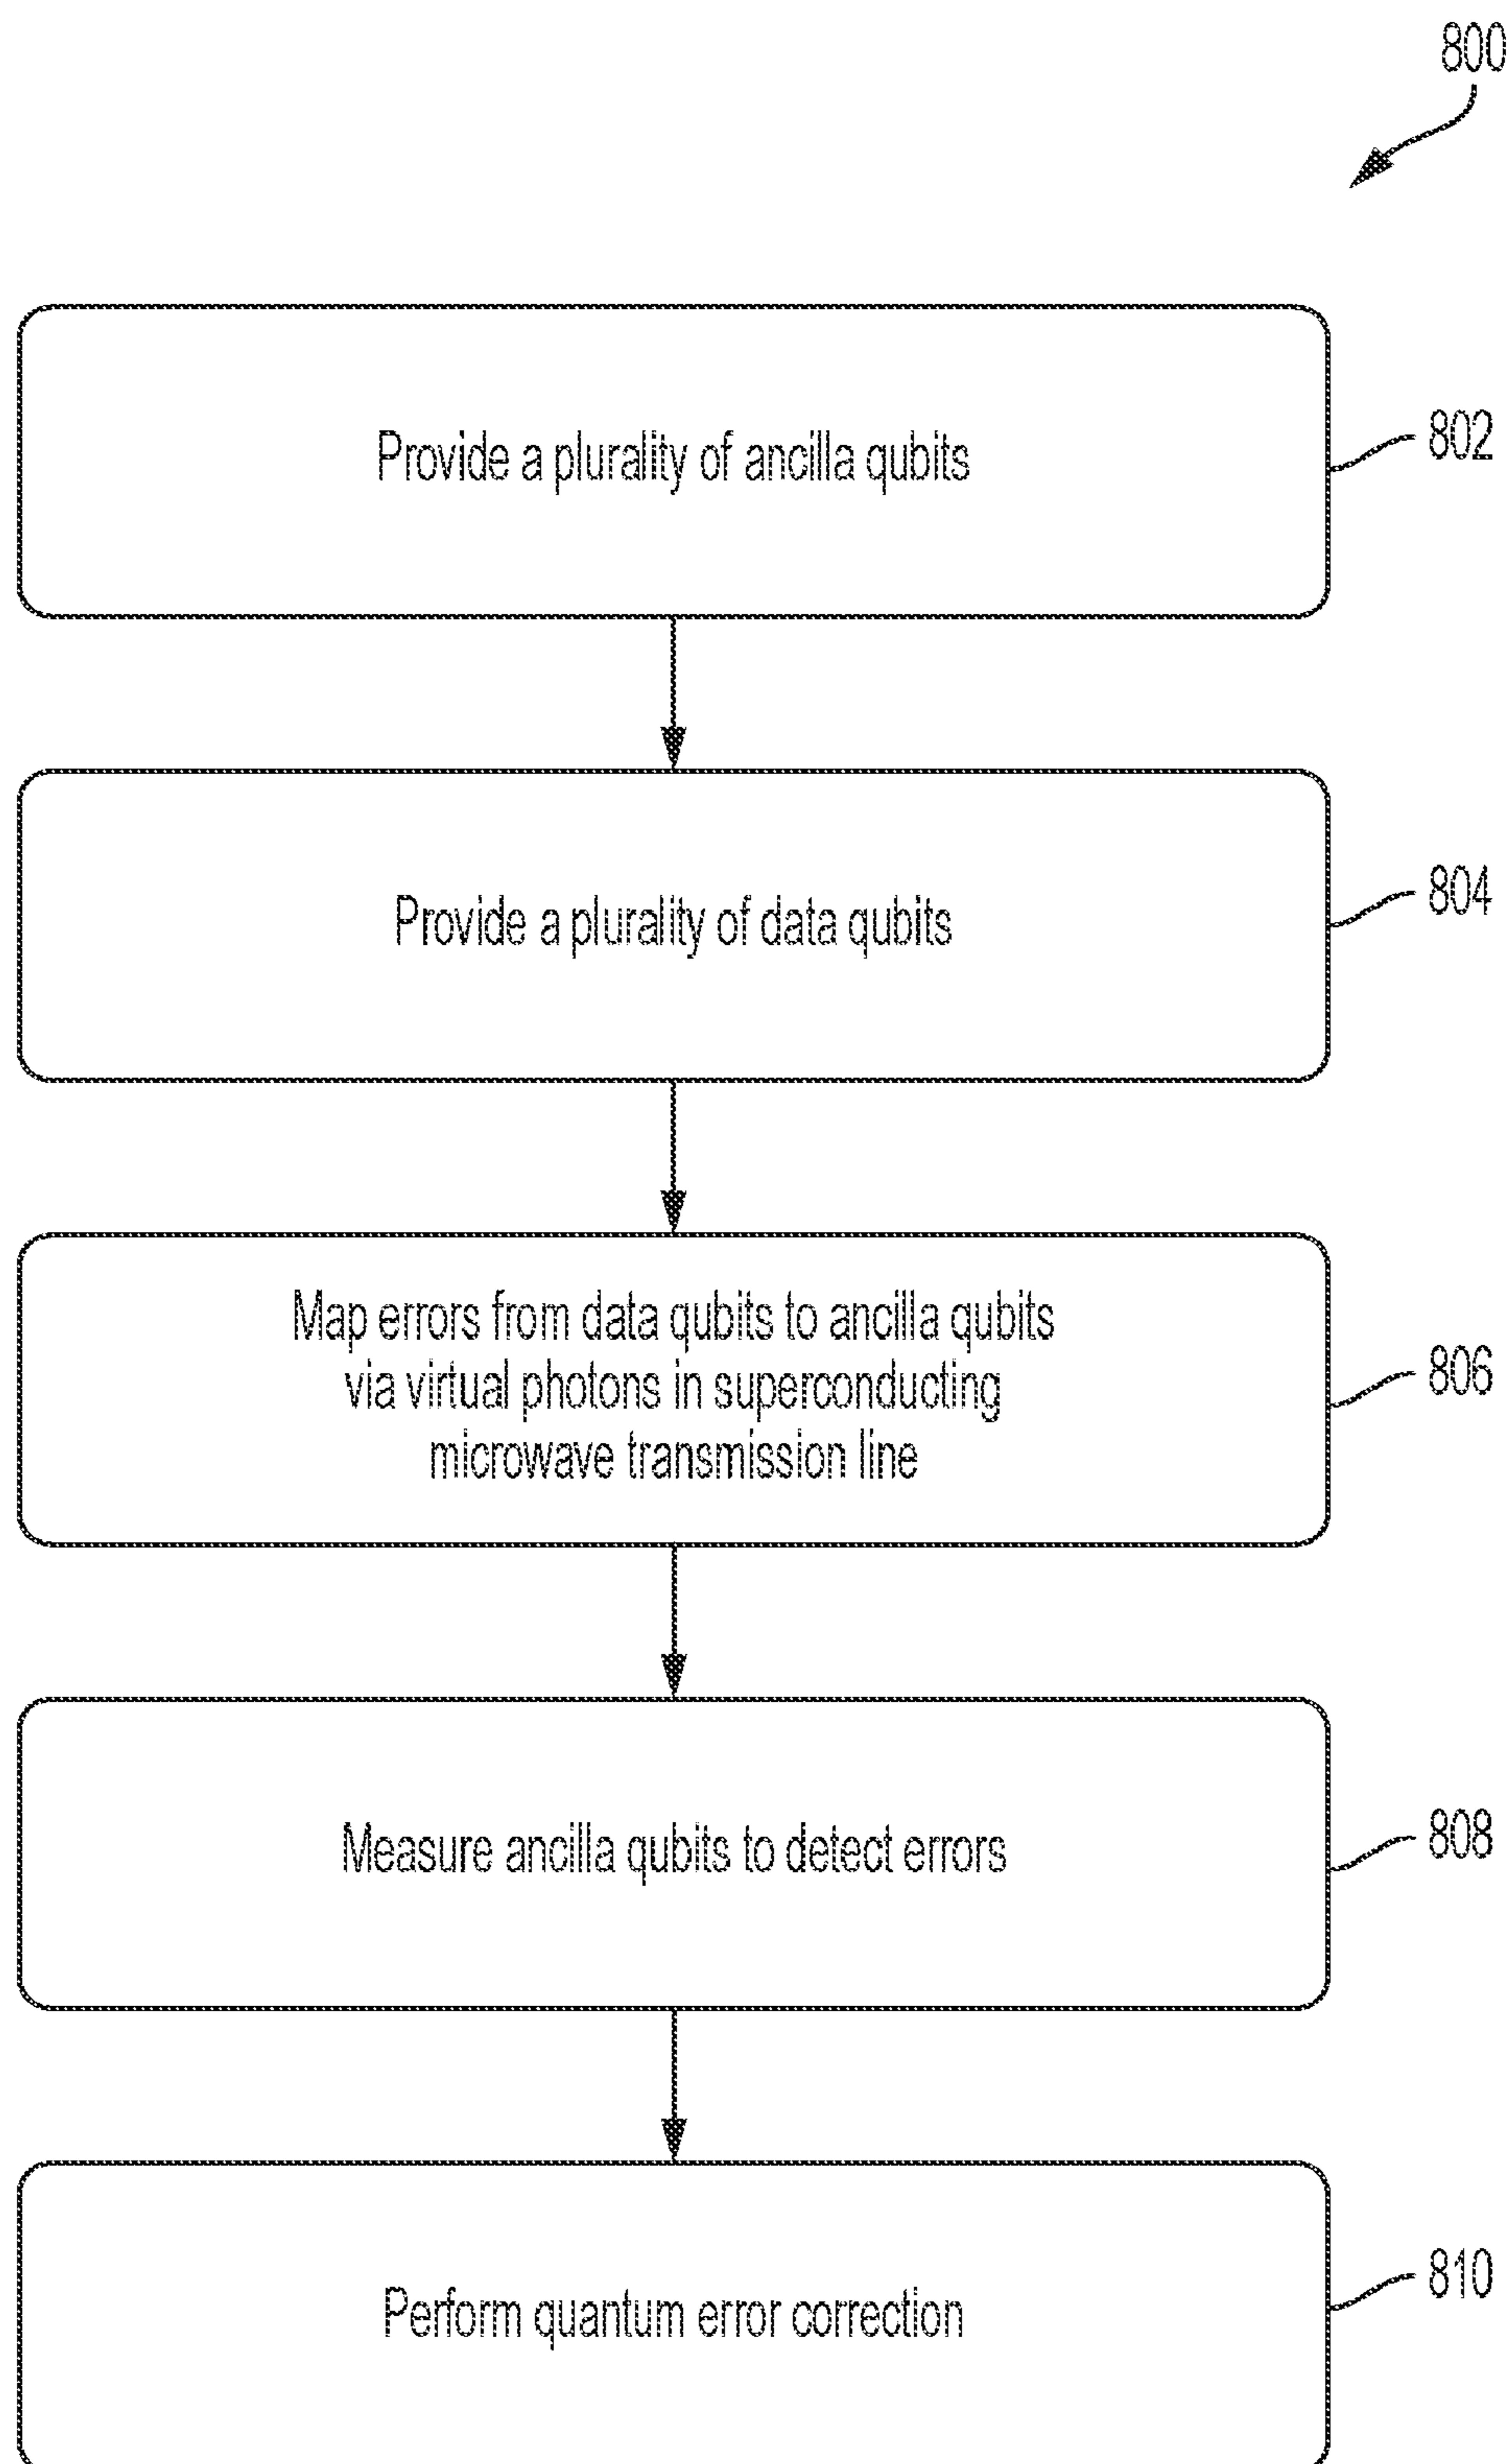 800
Provide a plurality of ancilla qubits
802
Provide a plurality of data qubits
804
Map errors from data qubits to ancilla qubits
via virtual photons in superconducting
microwave transmission line
806
Measure ancilla qubits to detect errors
808
Perform quantum error correction
810